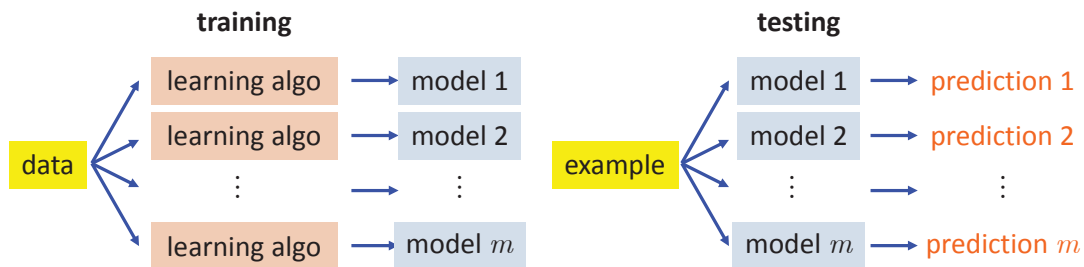 training
testing
learning algo
model 1
model 1
prediction 1
learning algo
model 2
model 2
prediction 2
data
example
⋮
⋮
⋮
⋮
learning algo
model m
model m
prediction m